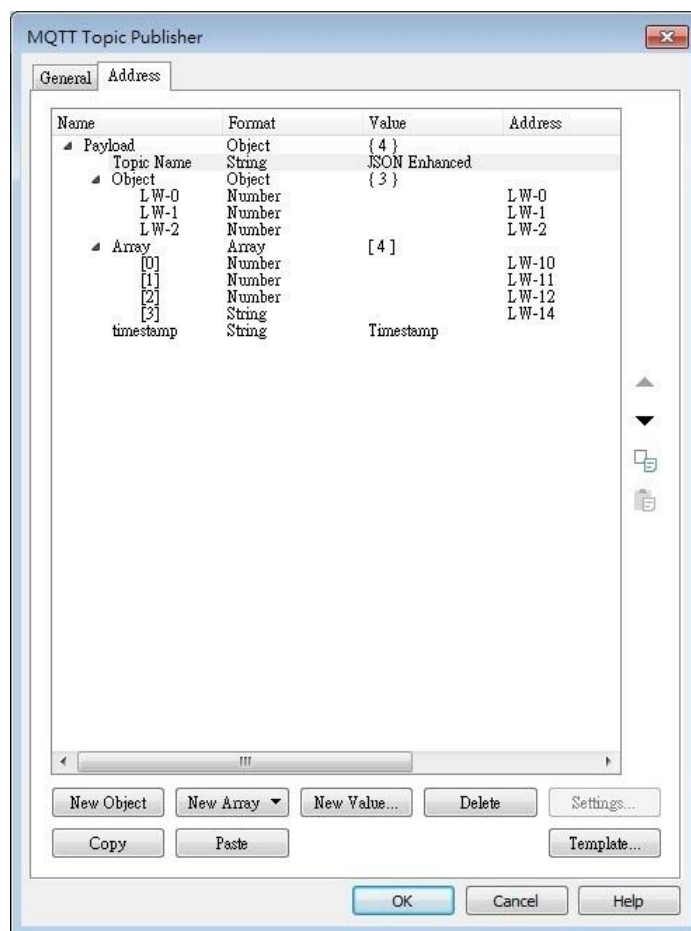 MQTT Topic Publisher
General Address
Name Format Value Address
Payload Object { 4 }
Topic Name String JSON Enhanced
Object Object { 3 }
LW-0 Number LW-0
LW-1 Number LW-1
LW-2 Number LW-2
Array Array [ 4 ]
[0] Number LW-10
[1] Number LW-11
[2] Number LW-12
[3] String LW-14
timestamp String Timestamp
New Object New Array New Value... Delete Settings...
Copy Paste Template...
OK Cancel Help